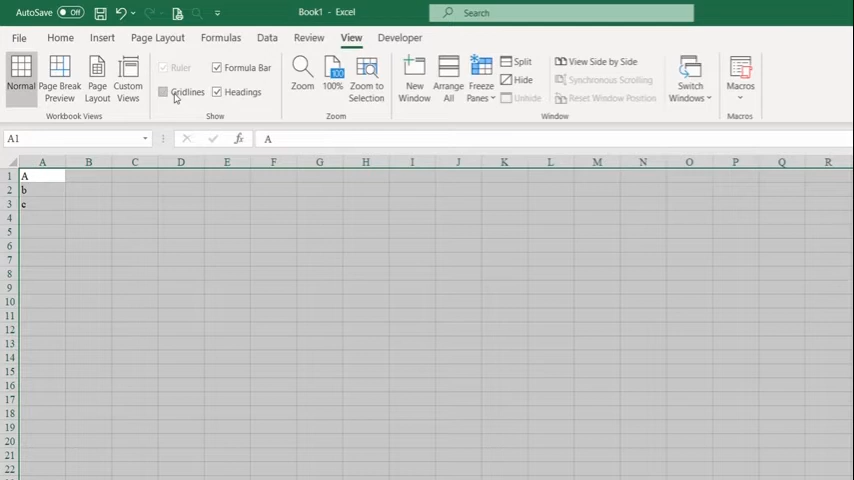 AutoSave Off Book1 - Excel Search
File Home Insert Page Layout Formulas Data Review View Developer
Normal Page Break Preview Page Layout Custom Views
Workbook Views
Ruler Formula Bar
Gridlines Headings
Show
Zoom 100% Zoom to Selection
100
Zoom
New Window Arrange All Freeze Panes
Split
Hide
Unhide
View Side by Side
Synchronous Scrolling
Reset Window Position
Switch Windows
Window
Macros
Macros
A1 fx A
A B C D E F G H I J K L M N O P Q R
1 A
2 b
3 c
4
5
6
7
8
9
10
11
12
13
14
15
16
17
18
19
20
21
22